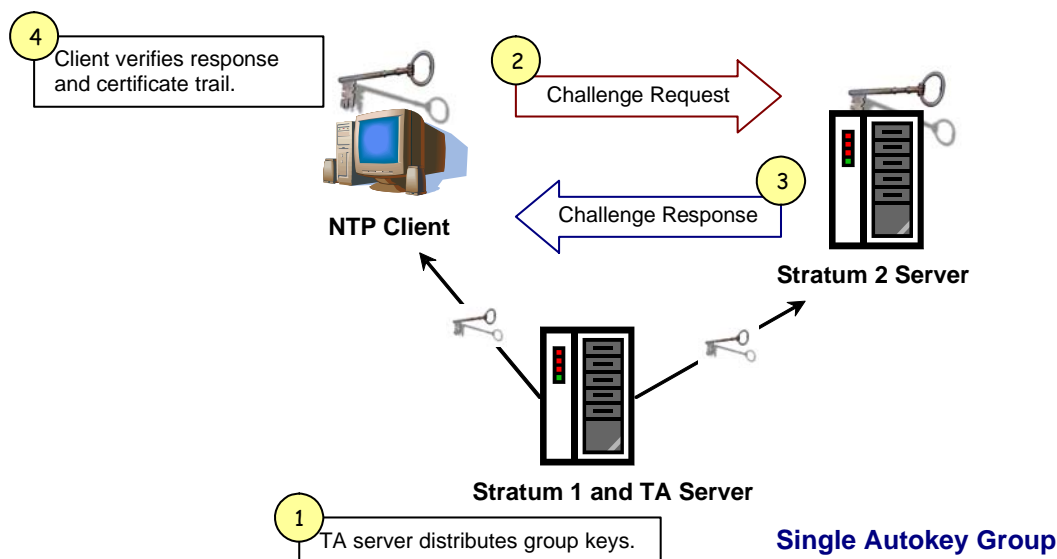 4
Client verifies response
and certificate trail.
2
Challenge Request
3
Challenge Response
NTP Client
Stratum 2 Server
Stratum 1 and TA Server
1
TA server distributes group keys.
Single Autokey Group